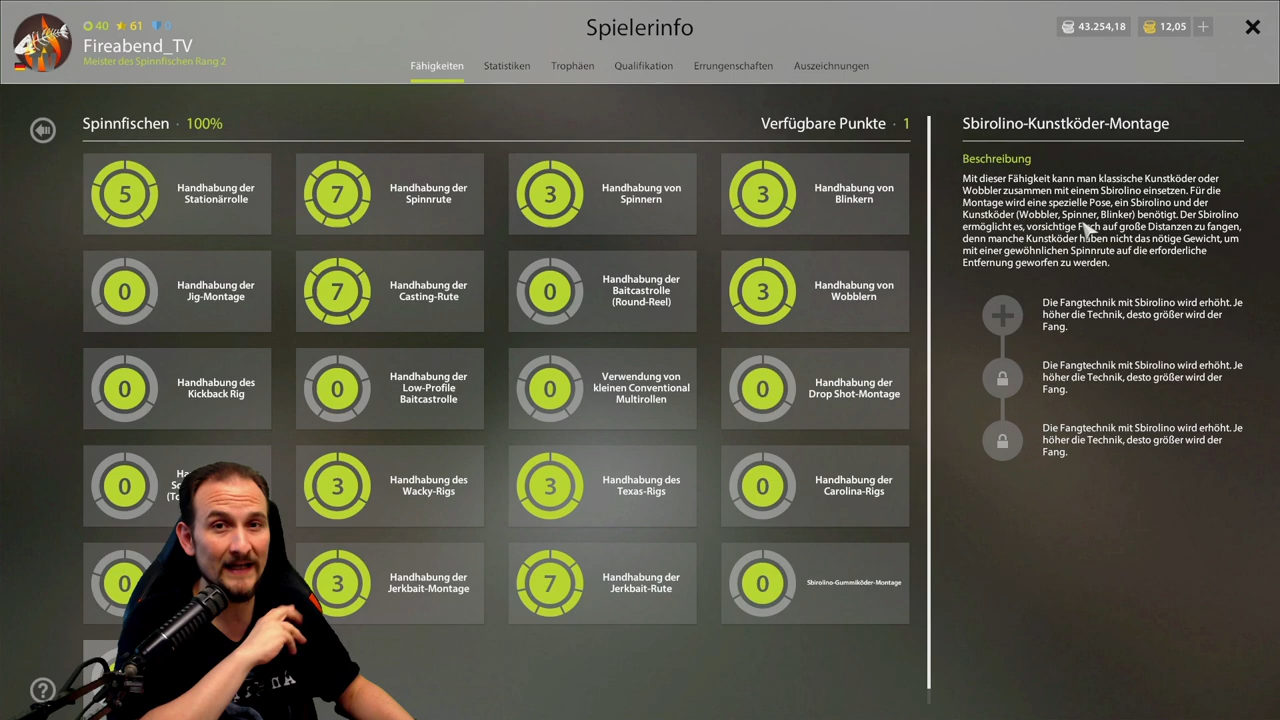 40 61 0
Fireabend_TV
Meister des Spinnfischen Rang 2
Spielerinfo
43.254,18
12,05
Fähigkeiten
Statistiken
Trophäen
Qualifikation
Errungenschaften
Auszeichnungen
Spinnfischen · 100%
Verfügbare Punkte · 1
5
Handhabung der
Stationärrolle
7
Handhabung der
Spinnrute
3
Handhabung von
Spinnern
3
Handhabung von
Blinkern
0
Handhabung der
Jig-Montage
7
Handhabung der
Casting-Rute
0
Handhabung der
Baitcastrolle
(Round-Reel)
3
Handhabung von
Wobblern
0
Handhabung des
Kickback Rig
0
Handhabung der
Low-Profile
Baitcastrolle
0
Verwendung von
kleinen Conventional
Multirollen
0
Handhabung der
Drop Shot-Montage
0
3
Handhabung des
Wacky-Rigs
3
Handhabung des
Texas-Rigs
0
Handhabung der
Carolina-Rigs
0
3
Handhabung der
Jerkbait-Montage
7
Handhabung der
Jerkbait-Rute
0
Sbirolino-Gummiköder-Montage
Sbirolino-Kunstköder-Montage
Beschreibung
Mit dieser Fähigkeit kann man klassische Kunstköder oder
Wobbler zusammen mit einem Sbirolino einsetzen. Für die
Montage wird eine spezielle Pose, ein Sbirolino und der
Kunstköder (Wobbler, Spinner, Blinker) benötigt. Der Sbirolino
ermöglicht es, vorsichtige Fisch auf große Distanzen zu fangen,
denn manche Kunstköder haben nicht das nötige Gewicht, um
mit einer gewöhnlichen Spinnrute auf die erforderliche
Entfernung geworfen zu werden.
Die Fangtechnik mit Sbirolino wird erhöht. Je
höher die Technik, desto größer wird der
Fang.
Die Fangtechnik mit Sbirolino wird erhöht. Je
höher die Technik, desto größer wird der
Fang.
Die Fangtechnik mit Sbirolino wird erhöht. Je
höher die Technik, desto größer wird der
Fang.
?